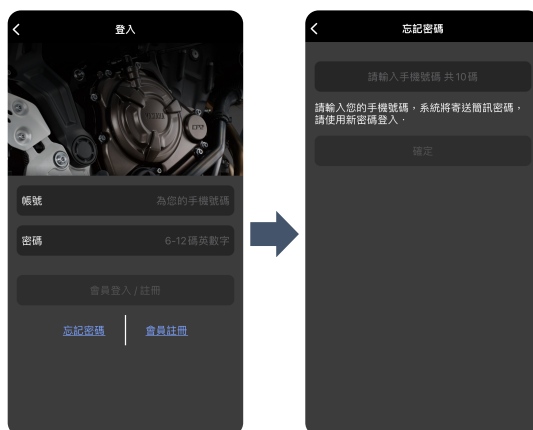 登入
YAMAHA
帳號
為您的手機號碼
密碼
6-12碼英數字
會員登入 / 註冊
忘記密碼
會員註冊
忘記密碼
請輸入手機號碼 共10碼
請輸入您的手機號碼，系統將寄送簡訊密碼，
請使用新密碼登入．
確定